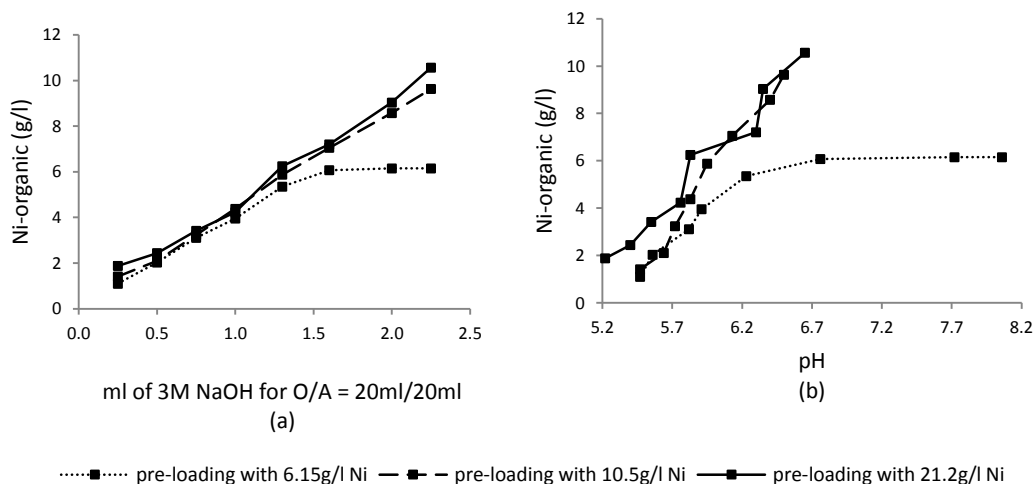 12
10
8
6
4
2
0
Ni-organic (g/l)
0.0 0.5 1.0 1.5 2.0 2.5
ml of 3M NaOH for O/A = 20ml/20ml
(a)
12
10
8
6
4
2
0
Ni-organic (g/l)
5.2 5.7 6.2 6.7 7.2 7.7 8.2
pH
(b)
pre-loading with 6.15g/l Ni pre-loading with 10.5g/l Ni pre-loading with 21.2g/l Ni